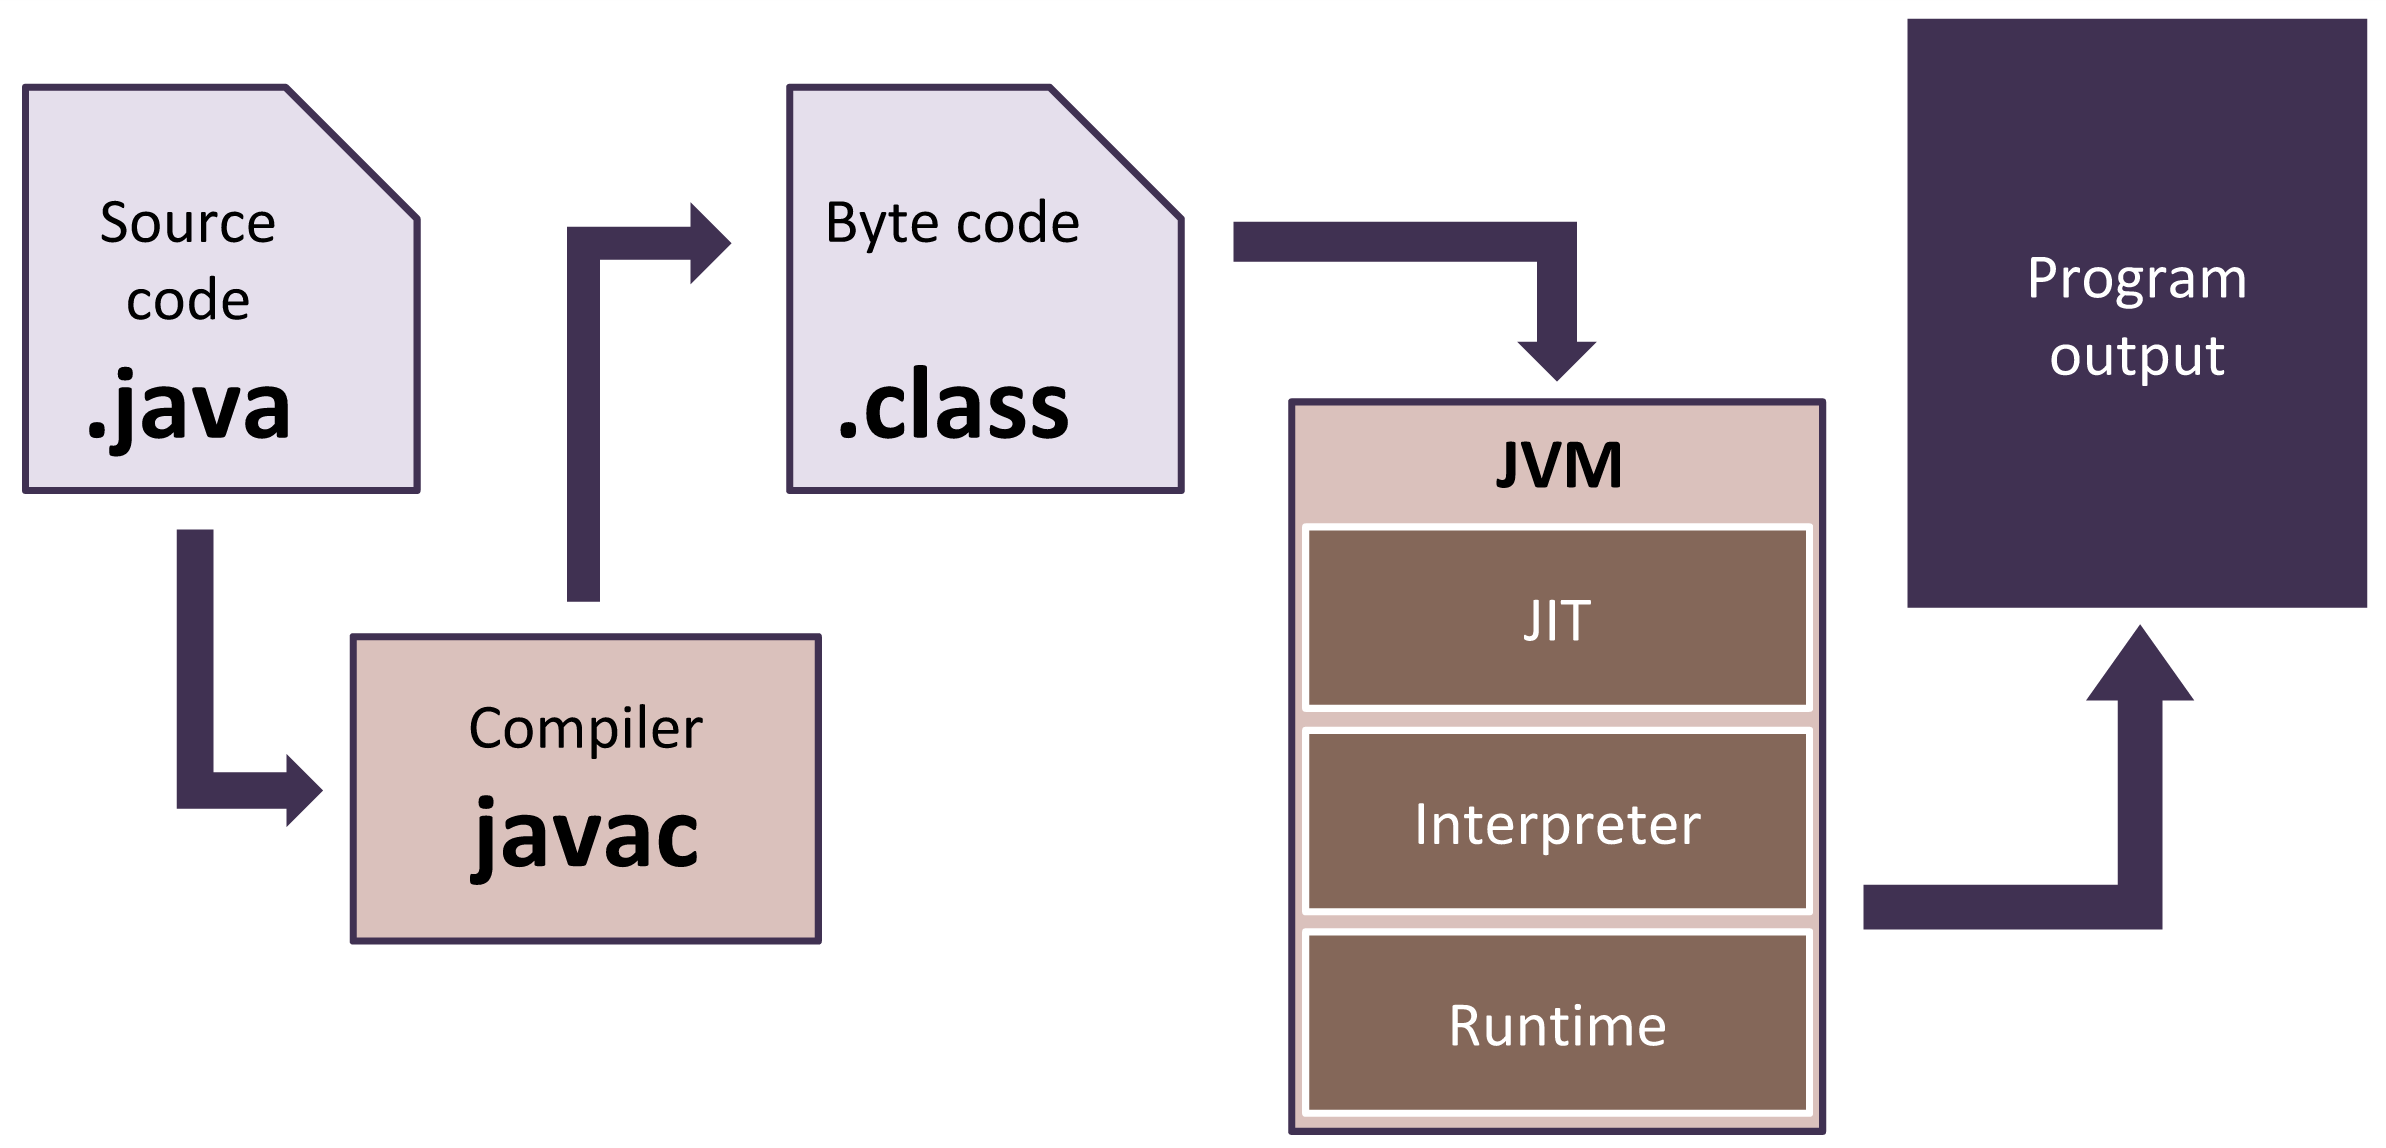 Source
code
.java
Compiler
javac
Byte code
.class
JVM
JIT
Interpreter
Runtime
Program
output